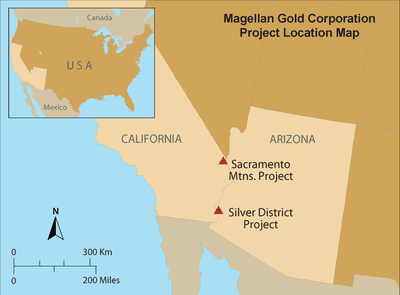 Magellan Gold Corporation
Project Location Map
Canada
U S A
Mexico
CALIFORNIA
ARIZONA
Sacramento
Mtns. Project
Silver District
Project
N
0 300 Km
0 200 Miles